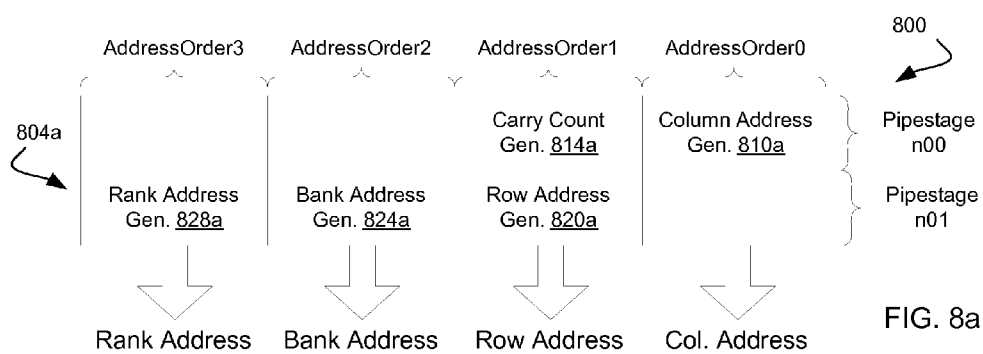 800
AddressOrder3 AddressOrder2 AddressOrder1 AddressOrder0
804a
Carry Count Column Address Pipestage
Gen. 814a Gen. 810a n00
Rank Address Bank Address Row Address Pipestage
Gen. 828a Gen. 824a Gen. 820a n01
FIG. 8a
Rank Address Bank Address Row Address Col. Address